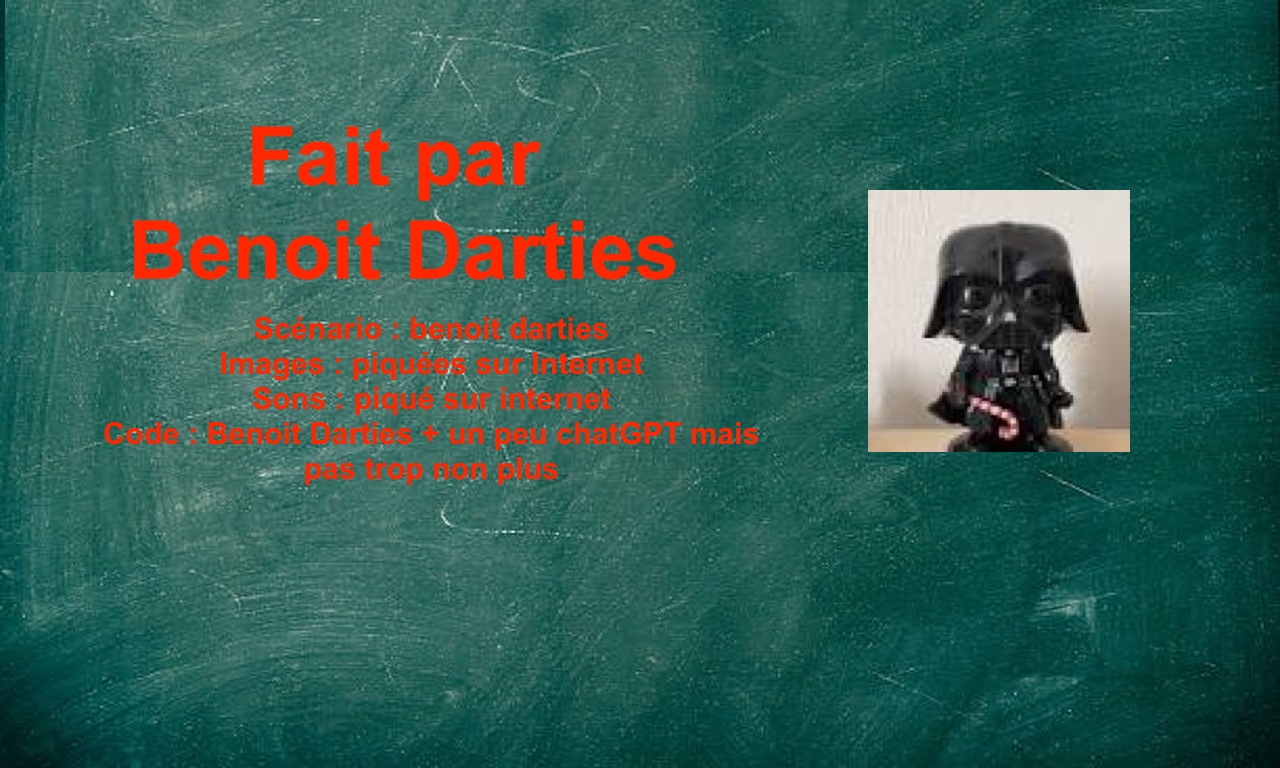 Fait par
Benoit Darties
Scénario : benoit darties
Images : piquées sur internet
Sons : piqué sur internet
Code : Benoit Darties + un peu chatGPT mais
pas trop non plus